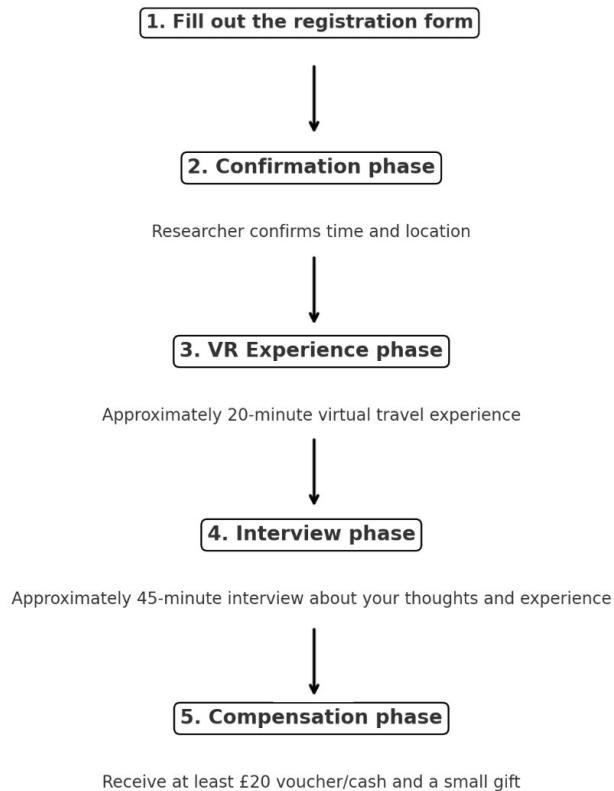 1. Fill out the registration form
2. Confirmation phase
Researcher confirms time and location
3. VR Experience phase
Approximately 20-minute virtual travel experience
4. Interview phase
Approximately 45-minute interview about your thoughts and experience
5. Compensation phase
Receive at least £20 voucher/cash and a small gift